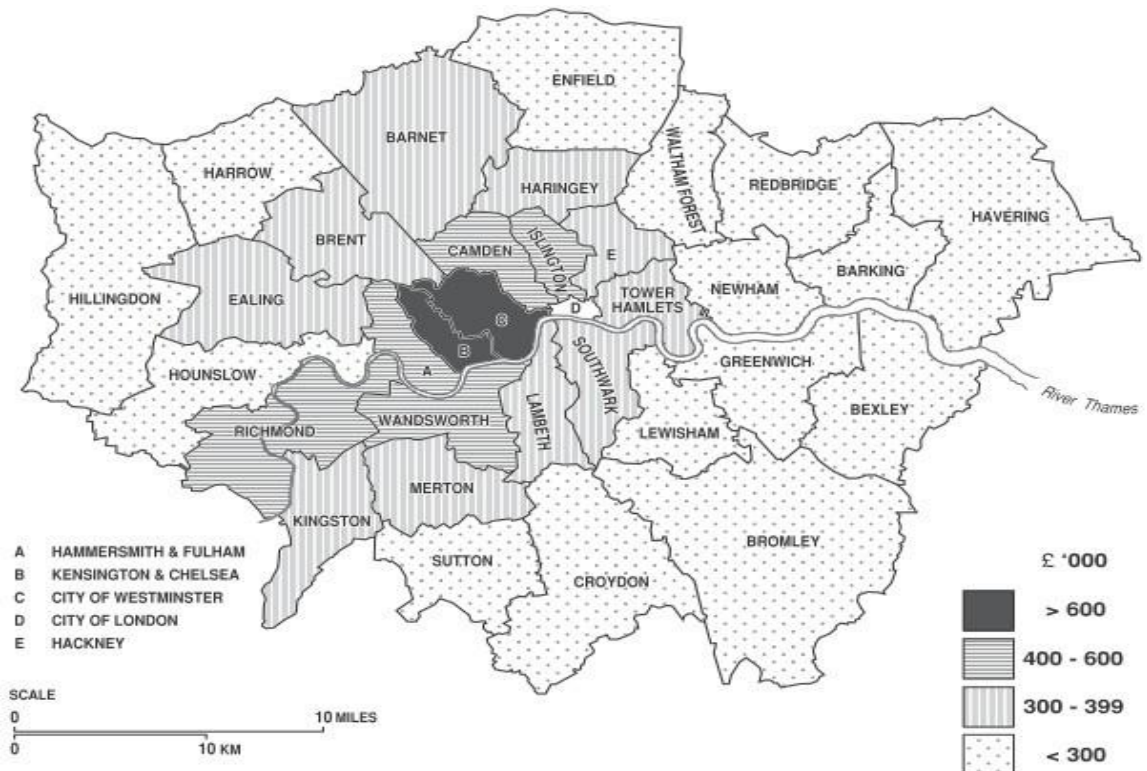 ENFIELD
BARNET
HARROW
HARINGEY
WALTHAM FOREST
REDBRIDGE
HAVERING
BRENT
CAMDEN
ISLINGTON
E
HILLINGDON
EALING
TOWER
HAMLETS
NEWHAM
BARKING
D
C
B
A
HOUNSLOW
GREENWICH
SOUTHWARK
LAMBETH
RICHMOND
WANDSWORTH
LEWISHAM
BEXLEY
River Thames
MERTON
KINGSTON
SUTTON
CROYDON
BROMLEY
A HAMMERSMITH & FULHAM
B KENSINGTON & CHELSEA
C CITY OF WESTMINSTER
D CITY OF LONDON
E HACKNEY
SCALE
0 10 MILES
0 10 KM
£ '000
> 600
400 - 600
300 - 399
< 300